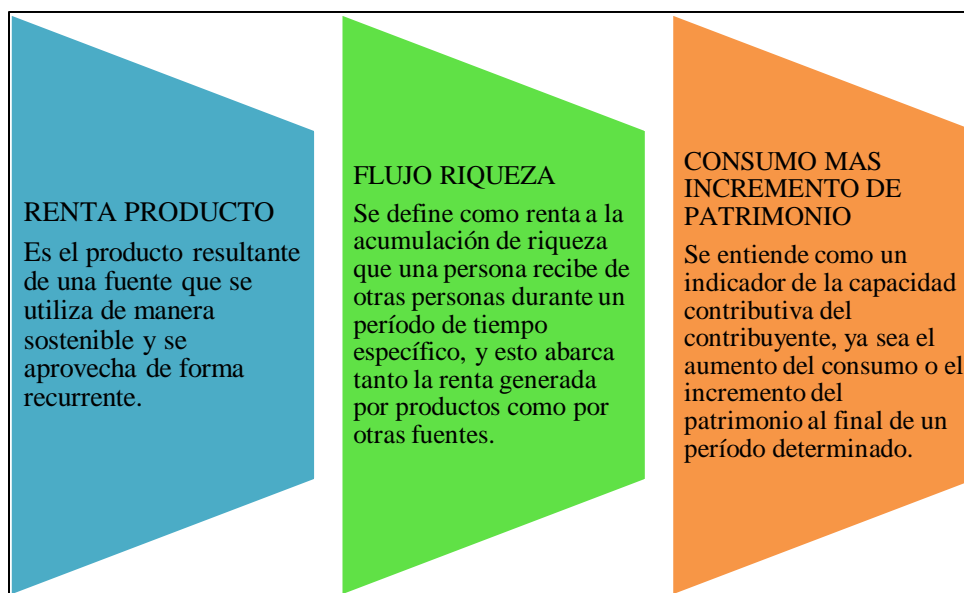 RENTA PRODUCTO
Es el producto resultante
de una fuente que se
utiliza de manera
sostenible y se
aprovecha de forma
recurrente.
FLUJO RIQUEZA
Se define como renta a la
acumulación de riqueza
que una persona recibe de
otras personas durante un
período de tiempo
específico, y esto abarca
tanto la renta generada
por productos como por
otras fuentes.
CONSUMO MAS
INCREMENTO DE
PATRIMONIO
Se entiende como un
indicador de la capacidad
contributiva del
contribuyente, ya sea el
aumento del consumo o el
incremento del
patrimonio al final de un
período determinado.